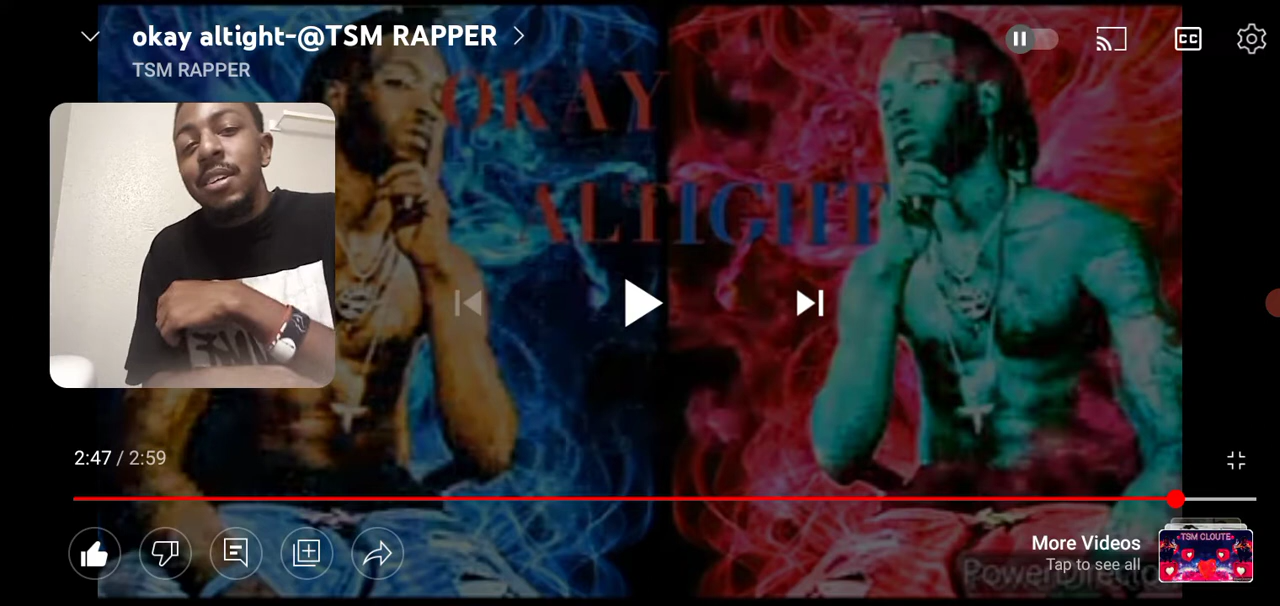 okay altight-@TSM RAPPER
TSM RAPPER
CC
OKAY
ALTIGHT
2:47 / 2:59
More Videos
Tap to see all
TSM CLOUTE